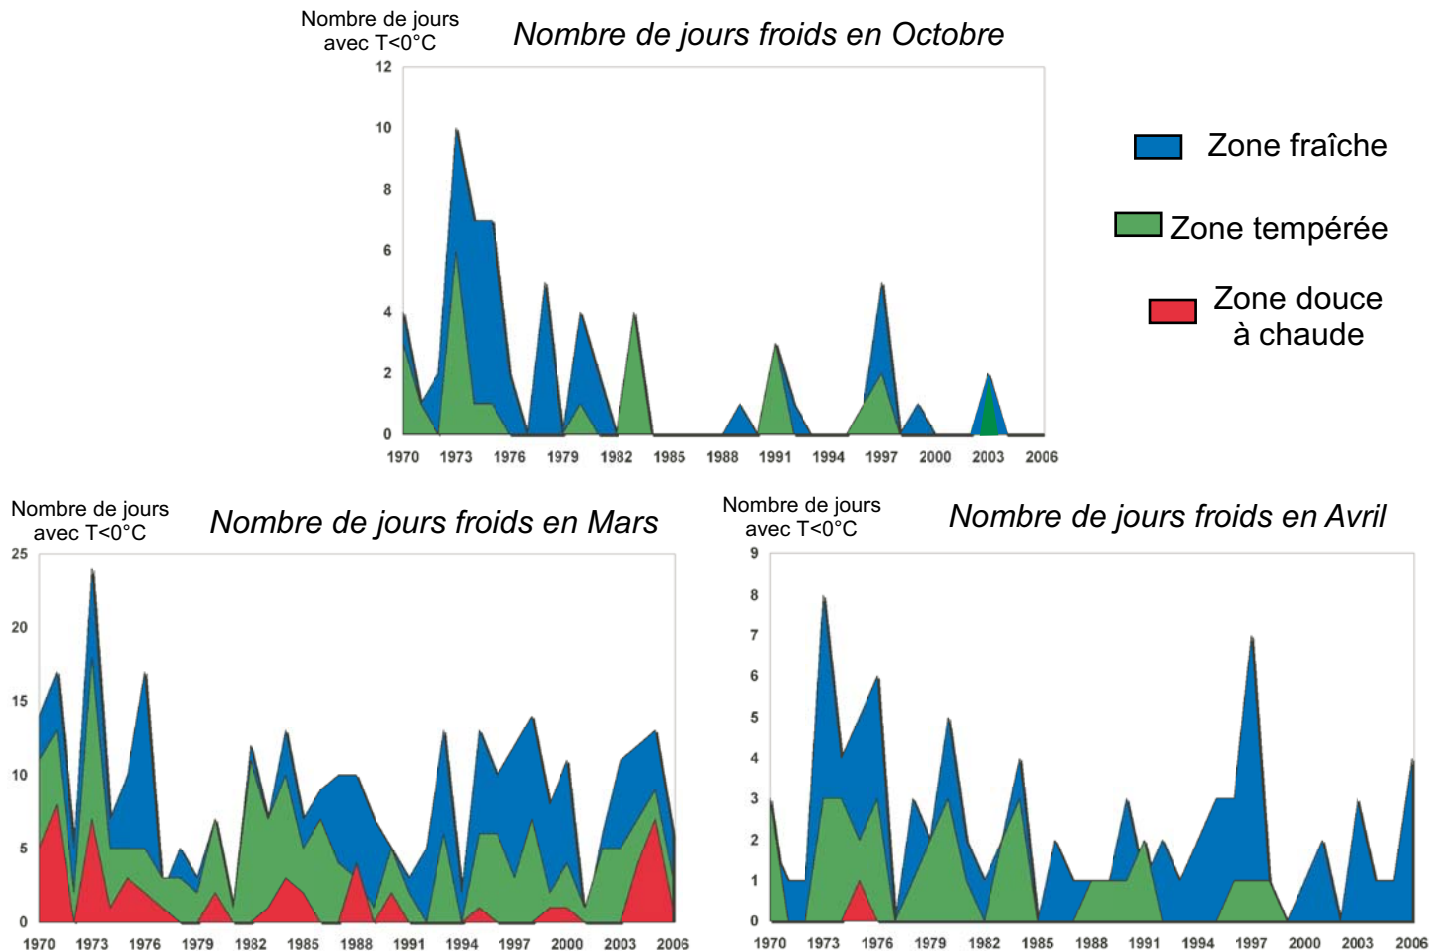 Nombre de jours
avec T<0°C
Nombre de jours froids en Octobre
12
10
8
6
4
2
0
1970 1973 1976 1979 1982 1985 1988 1991 1994 1997 2000 2003 2006
Zone fraîche
Zone tempérée
Zone douce
à chaude
Nombre de jours
avec T<0°C
Nombre de jours froids en Mars
25
20
15
10
5
0
1970 1973 1976 1979 1982 1985 1988 1991 1994 1997 2000 2003 2006
Nombre de jours
avec T<0°C
Nombre de jours froids en Avril
9
8
7
6
5
4
3
2
1
0
1970 1973 1976 1979 1982 1985 1988 1991 1994 1997 2000 2003 2006